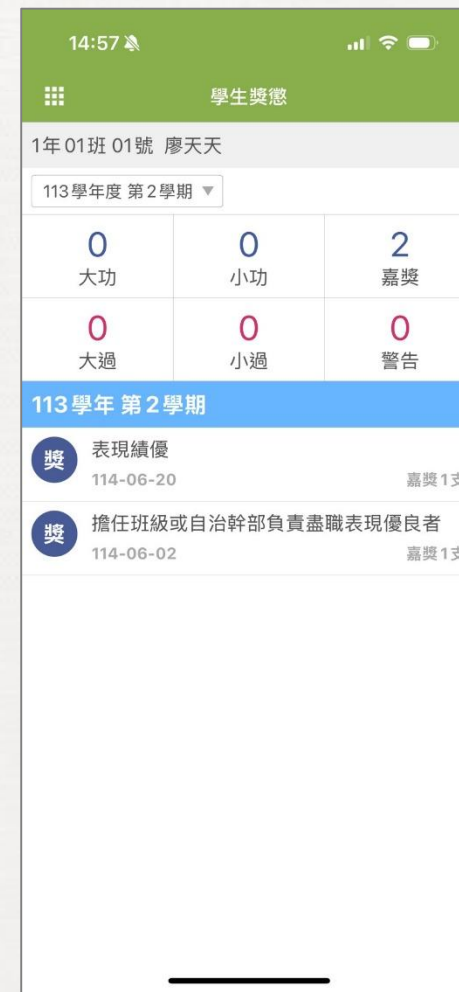 14:57
學生獎懲
1年01班 01號 廖天天
113學年度 第2學期 ▼
0 0 2
大功 小功 嘉獎
0 0 0
大過 小過 警告
113學年 第2學期
獎 表現績優
114-06-20 嘉獎1支
獎 擔任班級或自治幹部負責盡職表現優良者
114-06-02 嘉獎1支